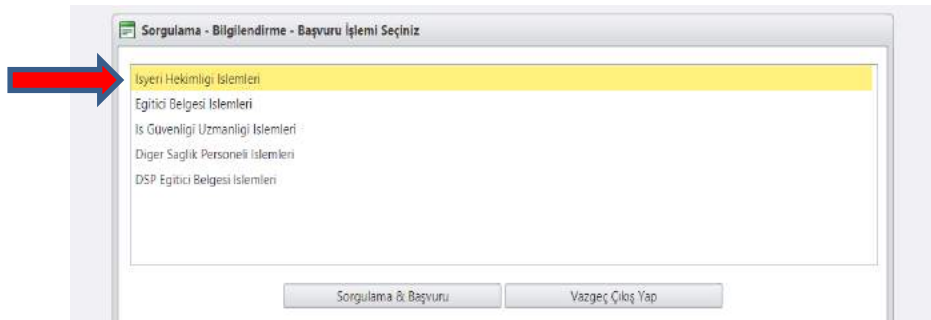 Sorgulama - Bilgilendirme - Başvuru İşlemi Seçiniz
Isyeri Hekimligi Islemleri
Egitici Belgesi Islemleri
Is Guvenligi Uzmanligi Islemleri
Diger Saglik Personeli Islemleri
DSP Egitici Belgesi Islemleri
Sorgulama & Başvuru
Vazgeç Çıkış Yap